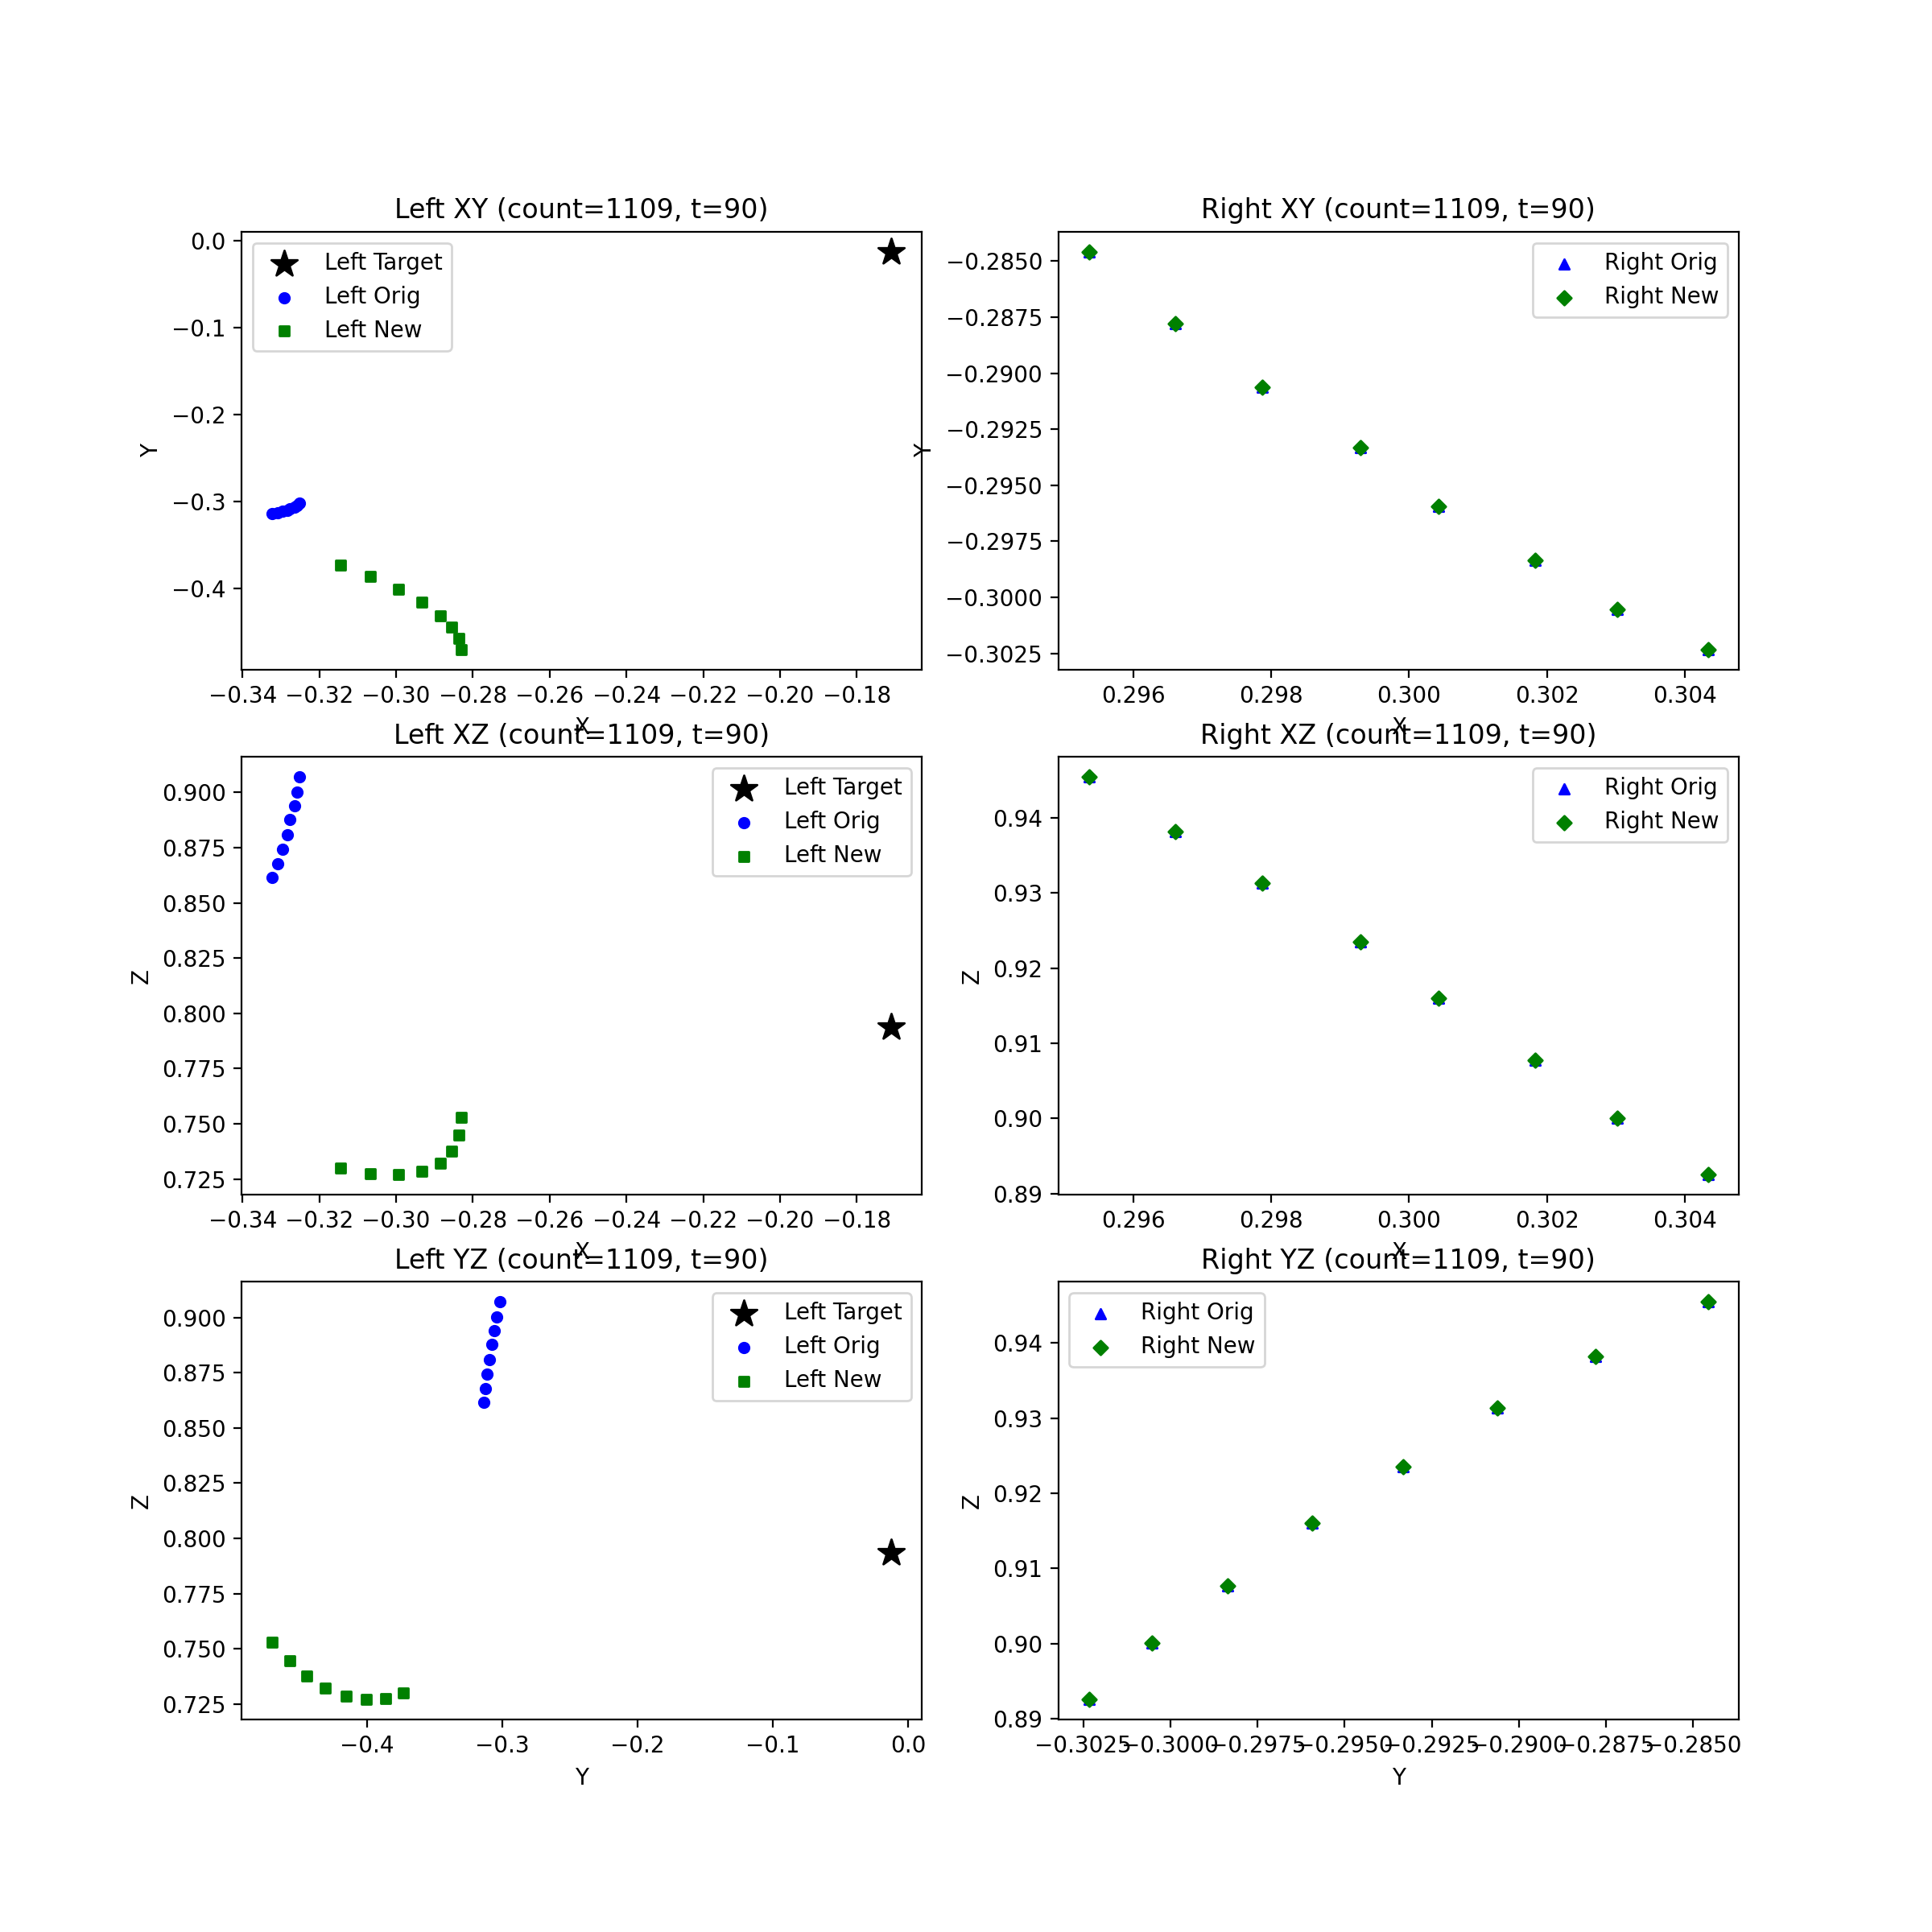 Left XY (count=1109, t=90)
0.0
−0.1
−0.2
−0.3
−0.4
Y
Left Target
Left Orig
Left New
−0.34 −0.32 −0.30 −0.28 −0.26 −0.24 −0.22 −0.20 −0.18
X
Right XY (count=1109, t=90)
−0.2850
−0.2875
−0.2900
−0.2925
−0.2950
−0.2975
−0.3000
−0.3025
Y
Right Orig
Right New
0.296 0.298 0.300 0.302 0.304
X
Left XZ (count=1109, t=90)
0.900
0.875
0.850
0.825
0.800
0.775
0.750
0.725
Z
Left Target
Left Orig
Left New
−0.34 −0.32 −0.30 −0.28 −0.26 −0.24 −0.22 −0.20 −0.18
X
Right XZ (count=1109, t=90)
0.94
0.93
0.92
0.91
0.90
0.89
Z
Right Orig
Right New
0.296 0.298 0.300 0.302 0.304
X
Left YZ (count=1109, t=90)
0.900
0.875
0.850
0.825
0.800
0.775
0.750
0.725
Z
Left Target
Left Orig
Left New
−0.4 −0.3 −0.2 −0.1 0.0
Y
Right YZ (count=1109, t=90)
0.94
0.93
0.92
0.91
0.90
0.89
Z
Right Orig
Right New
−0.3025 −0.3000 −0.2975 −0.2950 −0.2925 −0.2900 −0.2875 −0.2850
Y